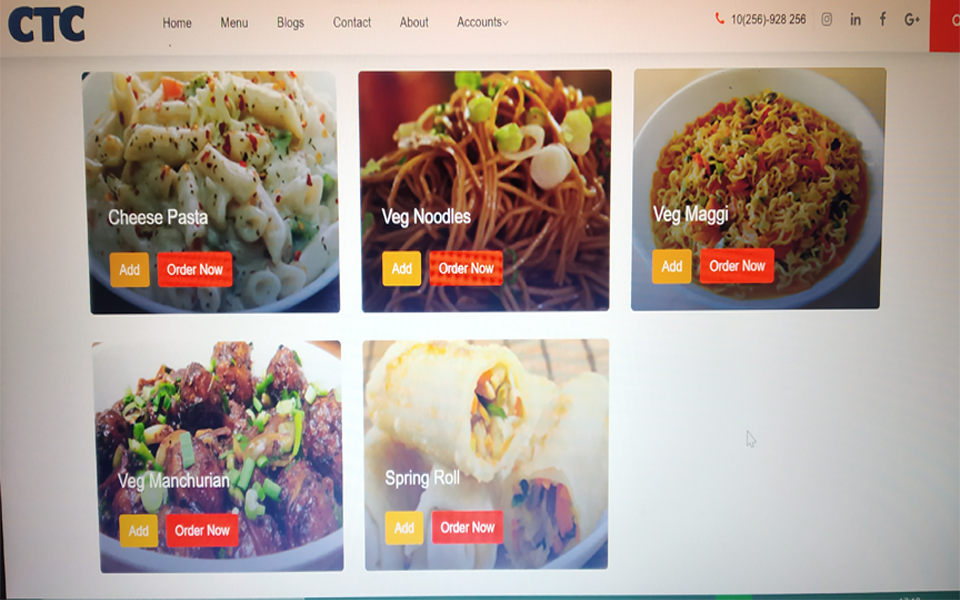 CTC Home Menu Blogs Contact About Accounts 10(256)-928 256 G+
Cheese Pasta
Add Order Now
Veg Noodles
Add Order Now
Veg Maggi
Add Order Now
Veg Manchurian
Add Order Now
Spring Roll
Add Order Now